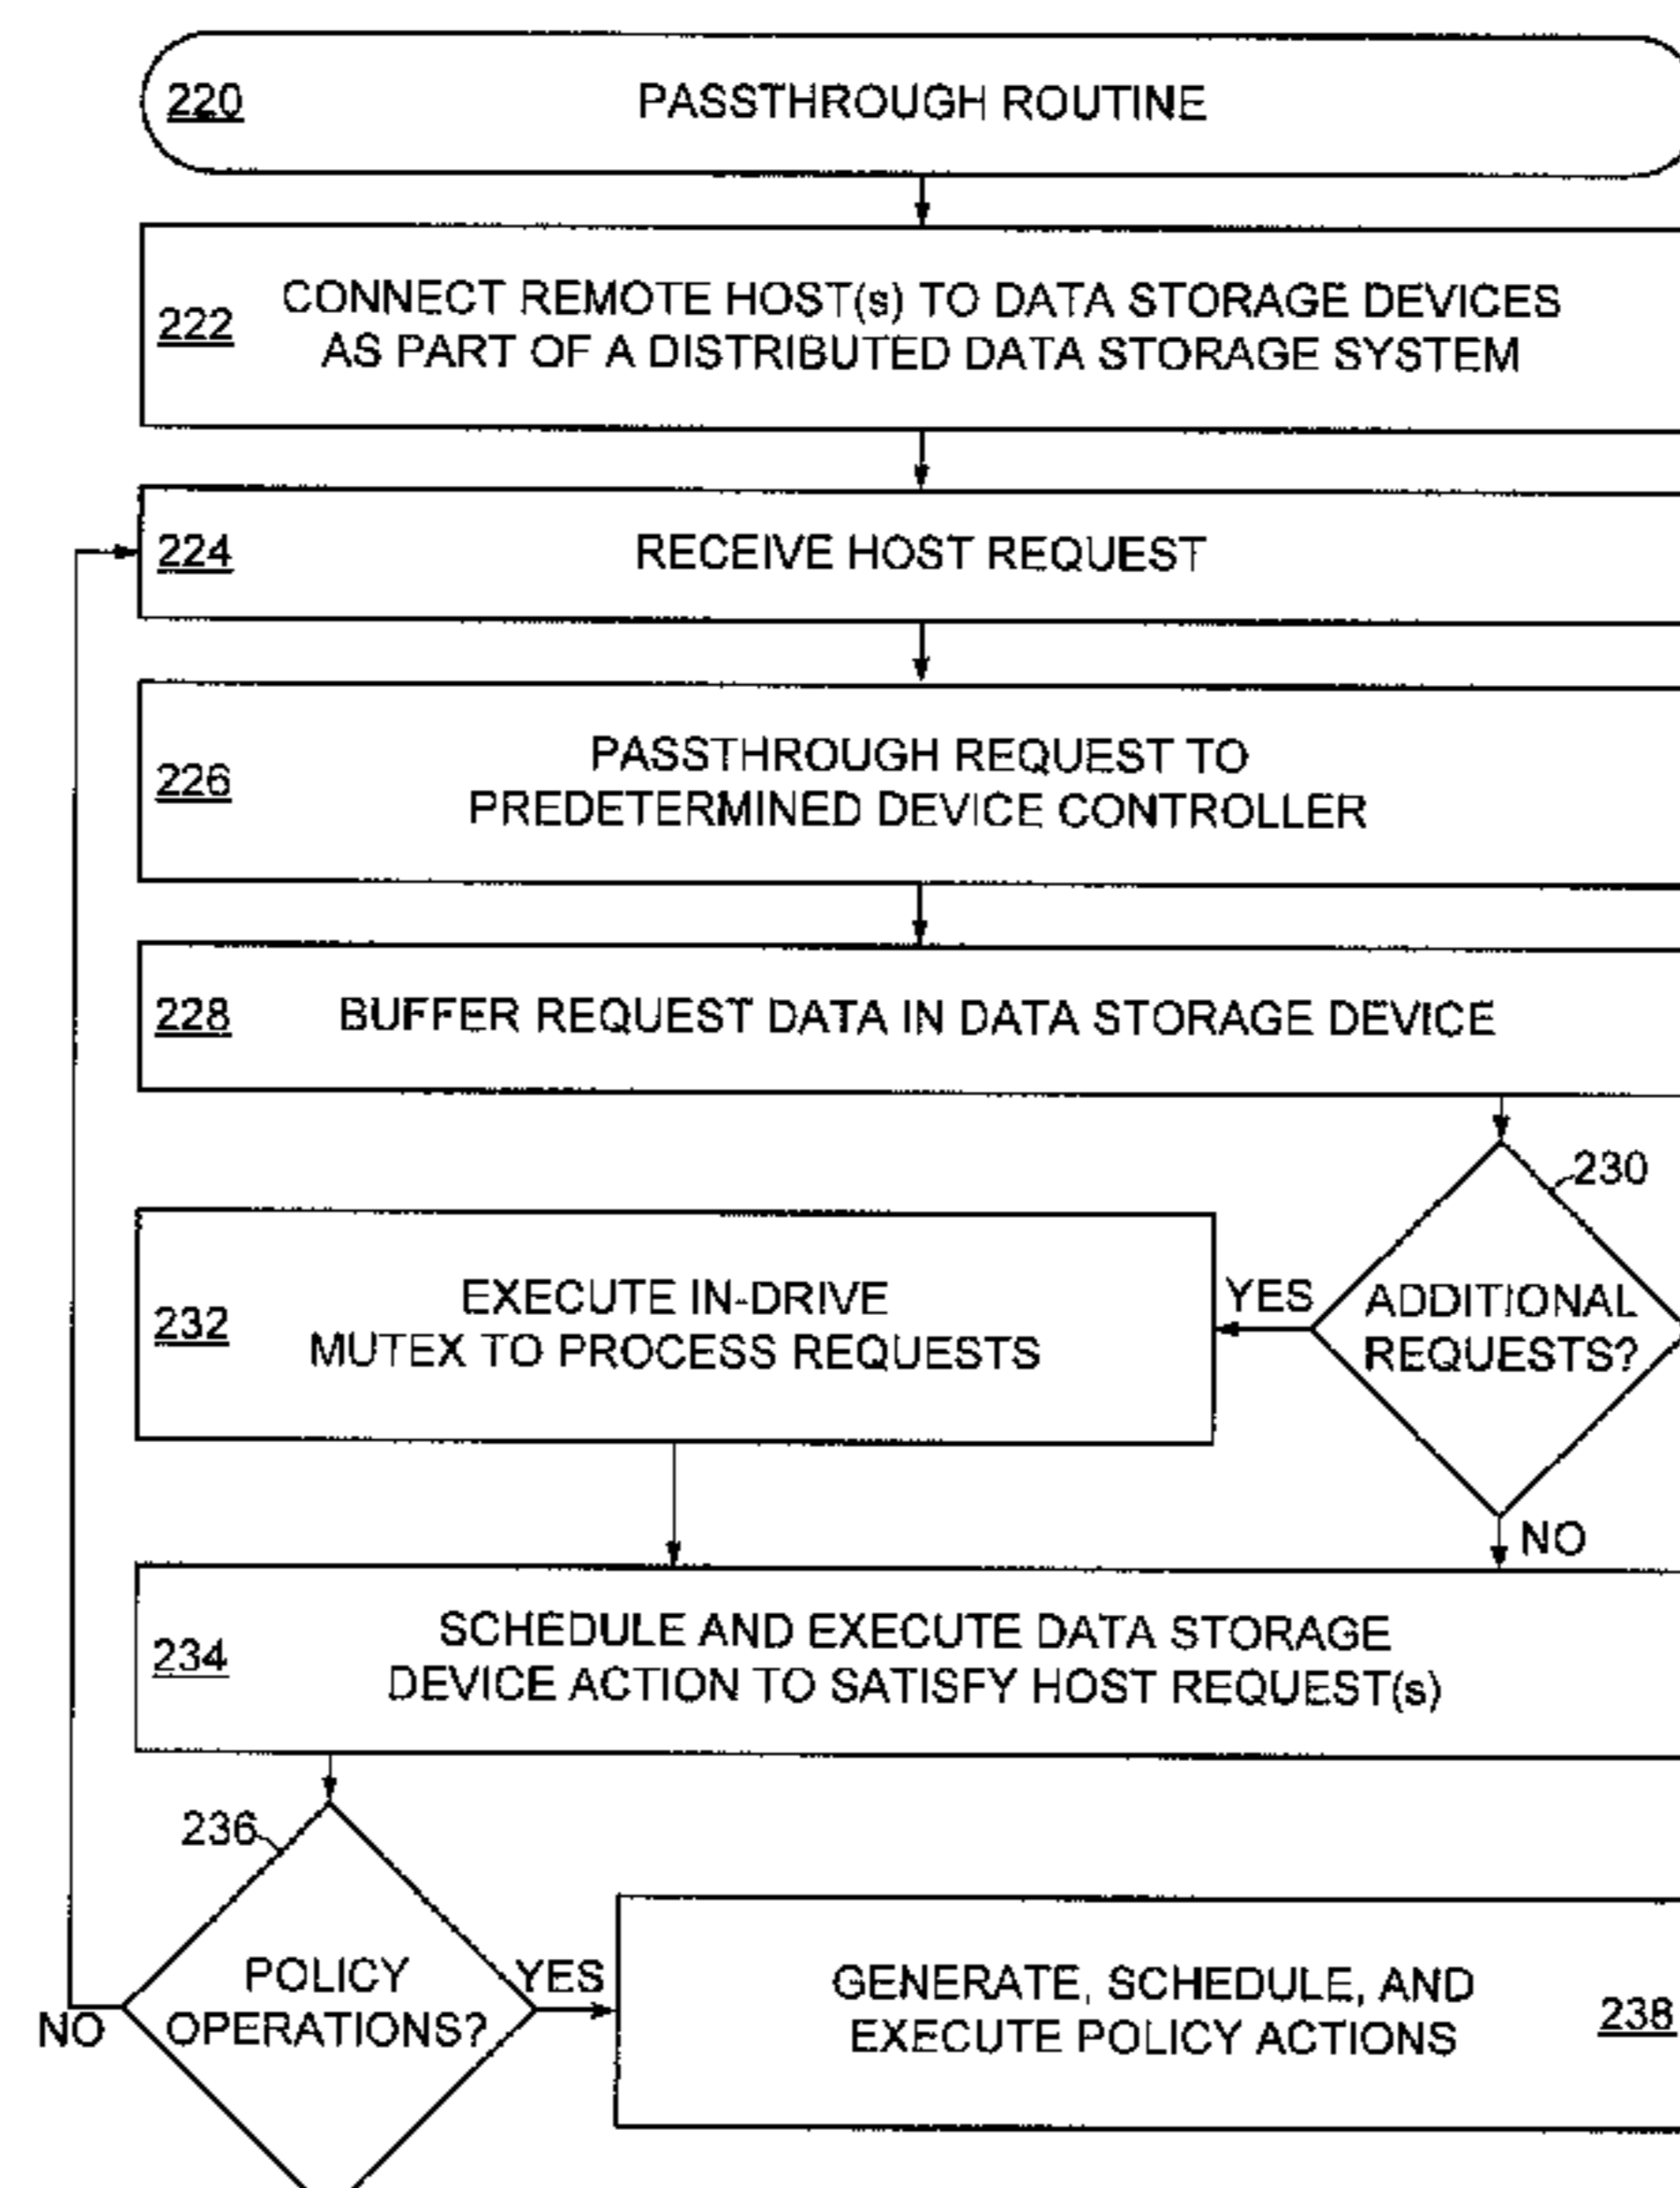 220
PASSTHROUGH ROUTINE
222
CONNECT REMOTE HOST(s) TO DATA STORAGE DEVICES
AS PART OF A DISTRIBUTED DATA STORAGE SYSTEM
224
RECEIVE HOST REQUEST
226
PASSTHROUGH REQUEST TO
PREDETERMINED DEVICE CONTROLLER
228
BUFFER REQUEST DATA IN DATA STORAGE DEVICE
230
ADDITIONAL
REQUESTS?
YES
232
EXECUTE IN-DRIVE
MUTEX TO PROCESS REQUESTS
NO
234
SCHEDULE AND EXECUTE DATA STORAGE
DEVICE ACTION TO SATISFY HOST REQUEST(s)
236
POLICY
OPERATIONS?
NO
YES
GENERATE, SCHEDULE, AND
EXECUTE POLICY ACTIONS
238